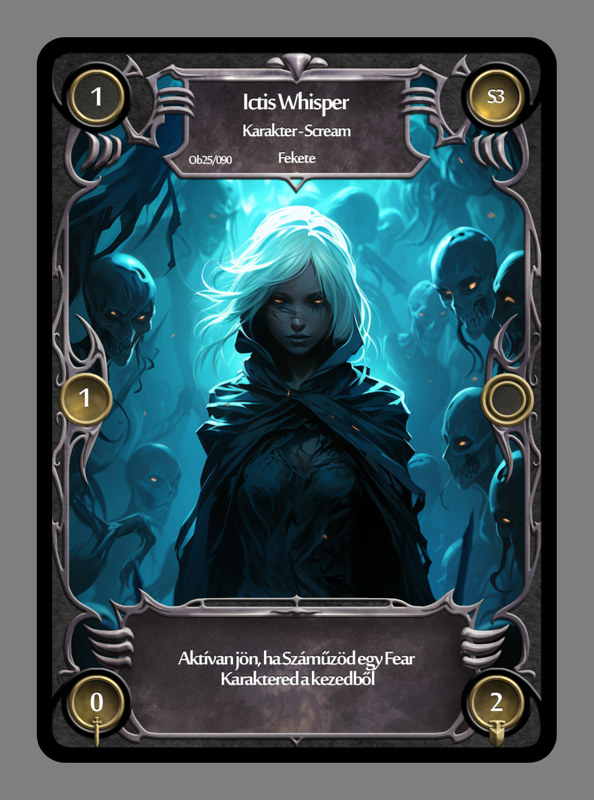 1
Ictis Whisper
S3
Karakter - Scream
Ob25/090
Fekete
1
Aktívan jön, ha Száműzöd egy Fear
Karaktered a kezedből
0
2